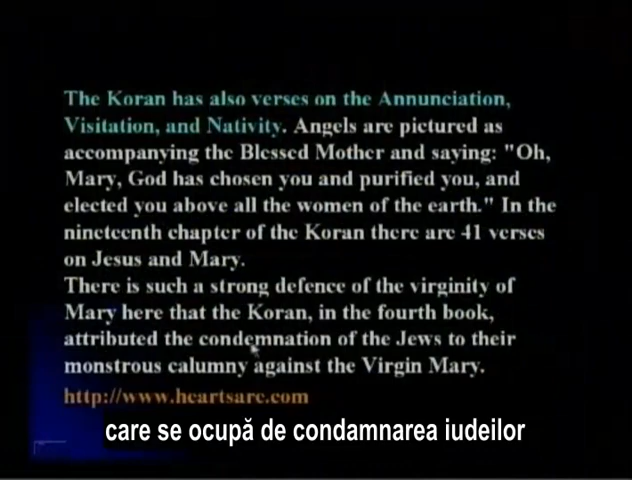 The Koran has also verses on the Annunciation,
Visitation, and Nativity. Angels are pictured as
accompanying the Blessed Mother and saying: "Oh,
Mary, God has chosen you and purified you, and
elected you above all the women of the earth." In the
nineteenth chapter of the Koran there are 41 verses
on Jesus and Mary.
There is such a strong defence of the virginity of
Mary here that the Koran, in the fourth book,
attributed the condemnation of the Jews to their
monstrous calumny against the Virgin Mary.
http://www.heartsare.com
care se ocupă de condamnarea iudeilor